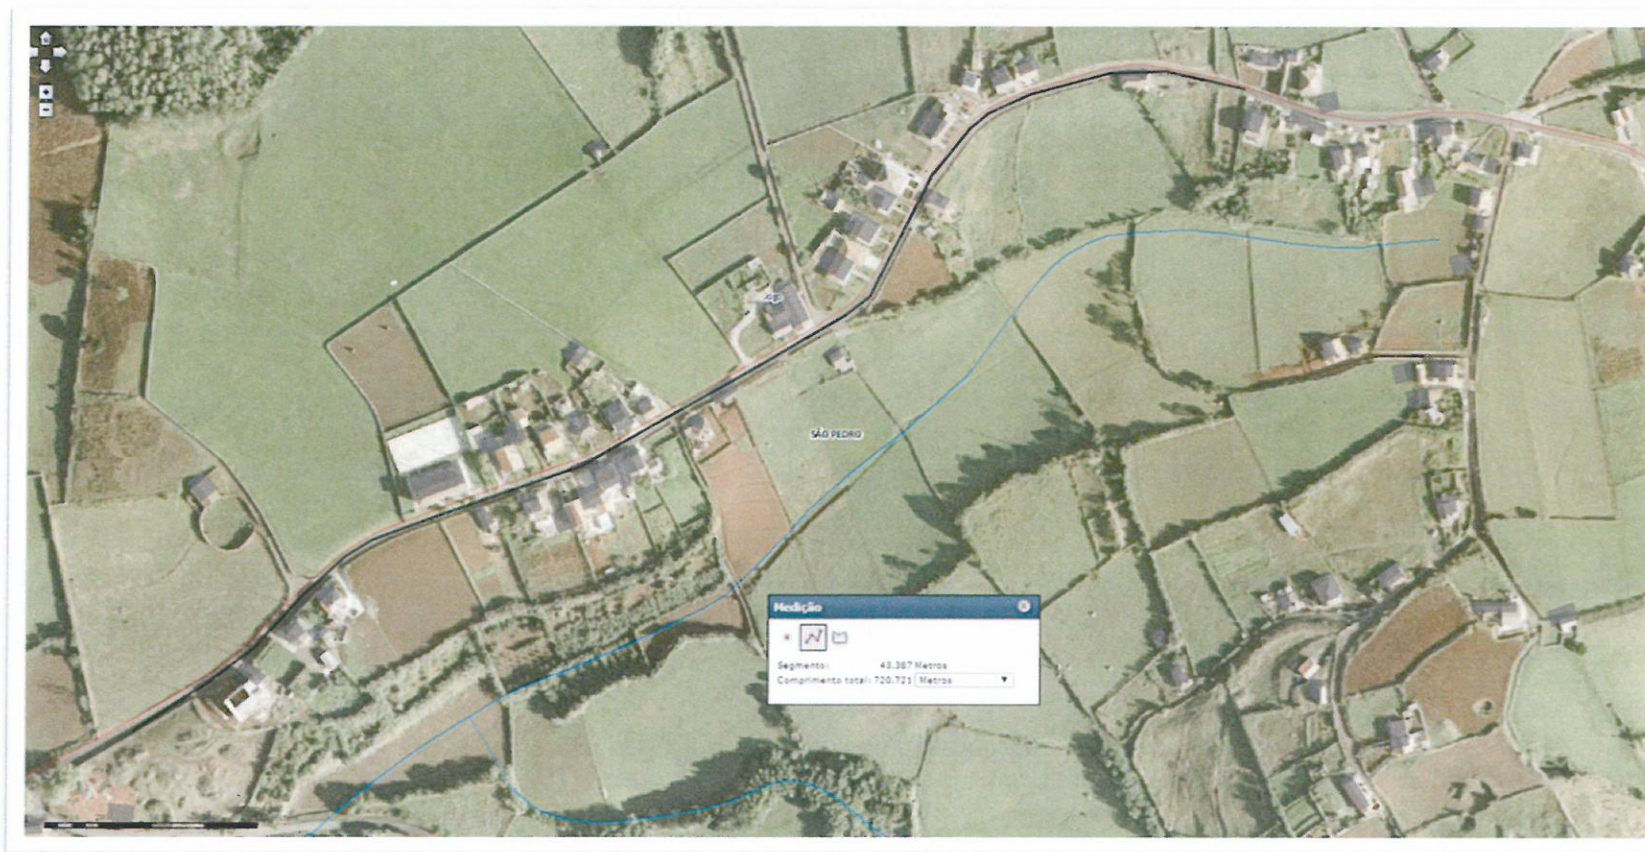 SÃO PEDRO
Medição
Segmento: 43.387 Metros
Comprimento total: 720.721 Metros